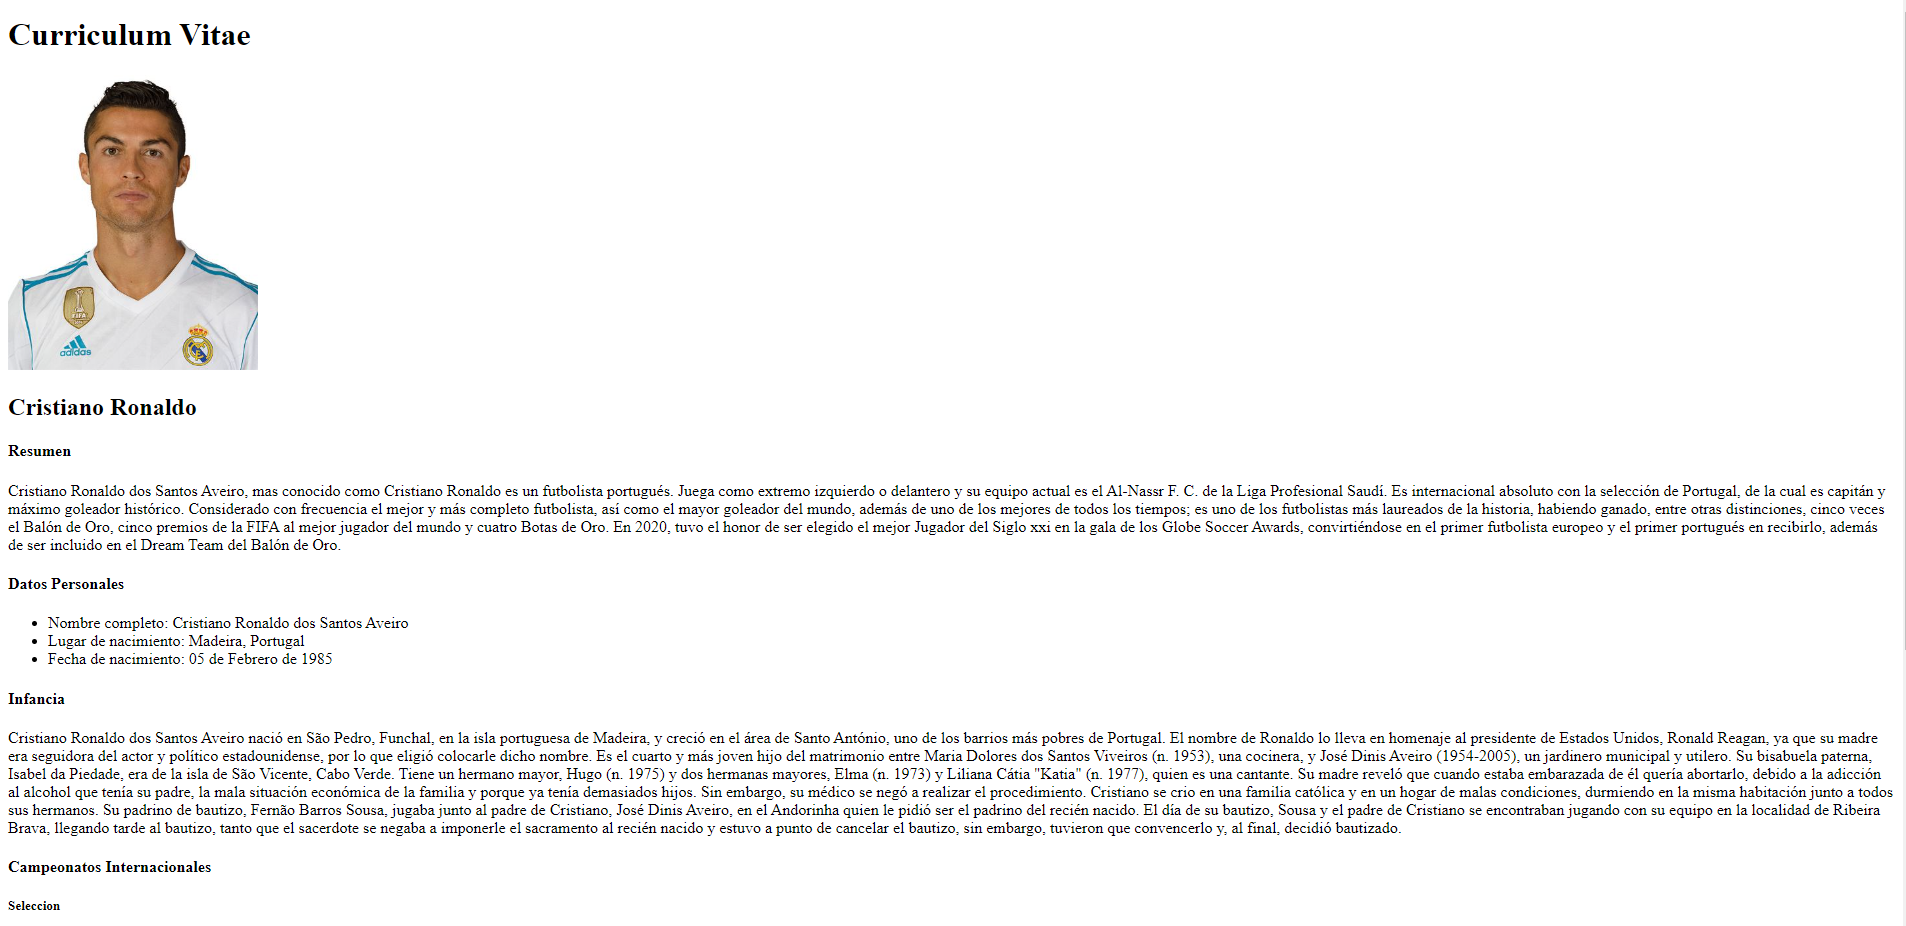 Curriculum Vitae
FIFA
adidas
Cristiano Ronaldo
Resumen
Cristiano Ronaldo dos Santos Aveiro, mas conocido como Cristiano Ronaldo es un futbolista portugués. Juega como extremo izquierdo o delantero y su equipo actual es el Al-Nassr F. C. de la Liga Profesional Saudí. Es internacional absoluto con la selección de Portugal, de la cual es capitán y
máximo goleador histórico. Considerado con frecuencia el mejor y más completo futbolista, así como el mayor goleador del mundo, además de uno de los mejores de todos los tiempos; es uno de los futbolistas más laureados de la historia, habiendo ganado, entre otras distinciones, cinco veces
el Balón de Oro, cinco premios de la FIFA al mejor jugador del mundo y cuatro Botas de Oro. En 2020, tuvo el honor de ser elegido el mejor Jugador del Siglo xxi en la gala de los Globe Soccer Awards, convirtiéndose en el primer futbolista europeo y el primer portugués en recibirlo, además
de ser incluido en el Dream Team del Balón de Oro.
Datos Personales
• Nombre completo: Cristiano Ronaldo dos Santos Aveiro
• Lugar de nacimiento: Madeira, Portugal
• Fecha de nacimiento: 05 de Febrero de 1985
Infancia
Cristiano Ronaldo dos Santos Aveiro nació en São Pedro, Funchal, en la isla portuguesa de Madeira, y creció en el área de Santo António, uno de los barrios más pobres de Portugal. El nombre de Ronaldo lo lleva en homenaje al presidente de Estados Unidos, Ronald Reagan, ya que su madre
era seguidora del actor y político estadounidense, por lo que eligió colocarle dicho nombre. Es el cuarto y más joven hijo del matrimonio entre Maria Dolores dos Santos Viveiros (n. 1953), una cocinera, y José Dinis Aveiro (1954-2005), un jardinero municipal y utilero. Su bisabuela paterna,
Isabel da Piedade, era de la isla de São Vicente, Cabo Verde. Tiene un hermano mayor, Hugo (n. 1975) y dos hermanas mayores, Elma (n. 1973) y Liliana Cátia "Katia" (n. 1977), quien es una cantante. Su madre reveló que cuando estaba embarazada de él quería abortarlo, debido a la adicción
al alcohol que tenía su padre, la mala situación económica de la familia y porque ya tenía demasiados hijos. Sin embargo, su médico se negó a realizar el procedimiento. Cristiano se crio en una familia católica y en un hogar de malas condiciones, durmiendo en la misma habitación junto a todos
sus hermanos. Su padrino de bautizo, Fernão Barros Sousa, jugaba junto al padre de Cristiano, José Dinis Aveiro, en el Andorinha quien le pidió ser el padrino del recién nacido. El día de su bautizo, Sousa y el padre de Cristiano se encontraban jugando con su equipo en la localidad de Ribeira
Brava, llegando tarde al bautizo, tanto que el sacerdote se negaba a imponerle el sacramento al recién nacido y estuvo a punto de cancelar el bautizo, sin embargo, tuvieron que convencerlo y, al final, decidió bautizado.
Campeonatos Internacionales
Seleccion